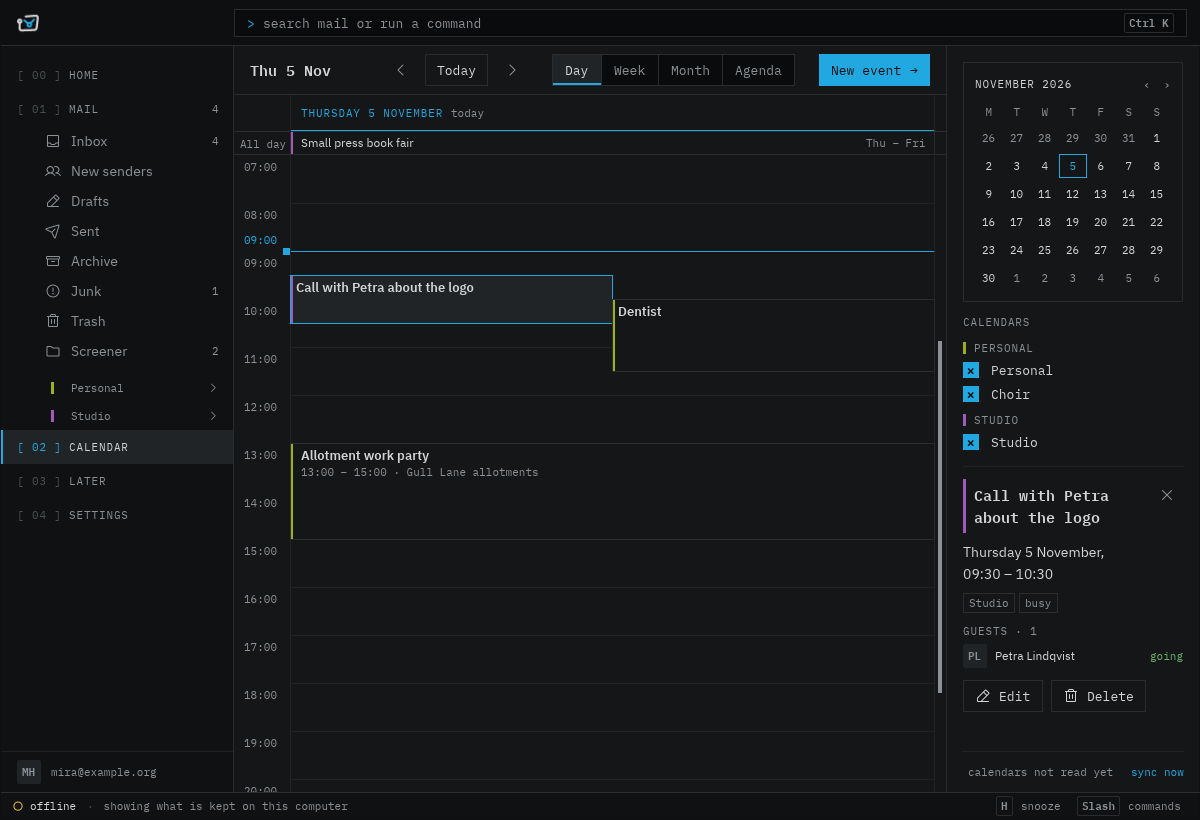 > search mail or run a command Ctrl K
[ 00 ] HOME
[ 01 ] MAIL 4
Inbox 4
New senders
Drafts
Sent
Archive
Junk 1
Trash
Screener 2
Personal
Studio
[ 02 ] CALENDAR
[ 03 ] LATER
[ 04 ] SETTINGS
MH mira@example.org
Thu 5 Nov Today Day Week Month Agenda New event →
THURSDAY 5 NOVEMBER today
All day Small press book fair Thu – Fri
07:00
08:00
09:00
09:00
Call with Petra about the logo
10:00 Dentist
11:00
12:00
13:00 Allotment work party
13:00 – 15:00 · Gull Lane allotments
14:00
15:00
16:00
17:00
18:00
19:00
20:00
NOVEMBER 2026 ‹ ›
M T W T F S S
26 27 28 29 30 31 1
2 3 4 5 6 7 8
9 10 11 12 13 14 15
16 17 18 19 20 21 22
23 24 25 26 27 28 29
30 1 2 3 4 5 6
CALENDARS
PERSONAL
Personal
Choir
STUDIO
Studio
Call with Petra
about the logo
Thursday 5 November,
09:30 – 10:30
Studio busy
GUESTS · 1
PL Petra Lindqvist going
Edit Delete
calendars not read yet sync now
offline · showing what is kept on this computer H snooze Slash commands